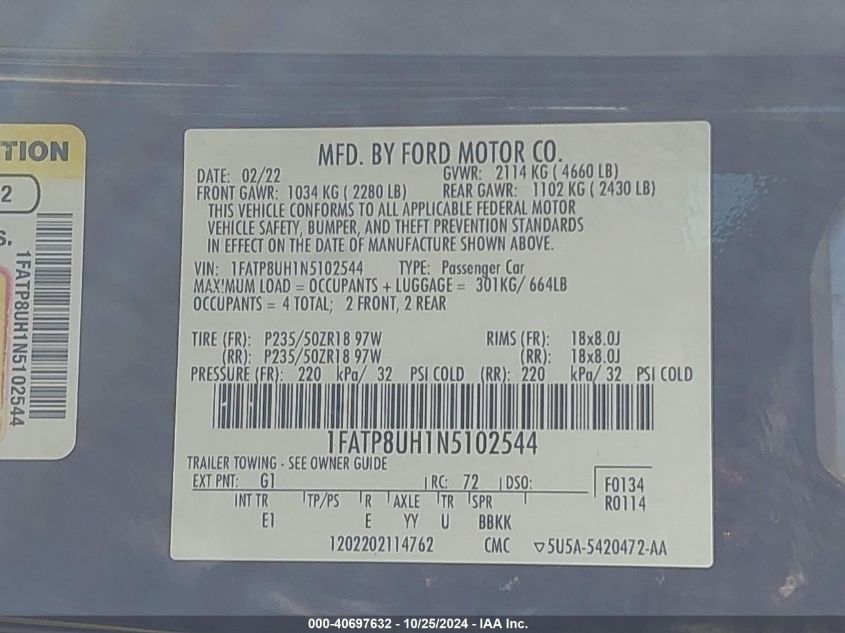 TION
2
S.
1FATP8UH1N5102544
MFD. BY FORD MOTOR CO.
DATE: 02/22 GVWR: 2114 KG ( 4660 LB)
FRONT GAWR: 1034 KG ( 2280 LB) REAR GAWR: 1102 KG ( 2430 LB)
THIS VEHICLE CONFORMS TO ALL APPLICABLE FEDERAL MOTOR
VEHICLE SAFETY, BUMPER, AND THEFT PREVENTION STANDARDS
IN EFFECT ON THE DATE OF MANUFACTURE SHOWN ABOVE.
VIN: 1FATP8UH1N5102544 TYPE: Passenger Car
MAXIMUM LOAD = OCCUPANTS + LUGGAGE = 301KG/ 664LB
OCCUPANTS = 4 TOTAL; 2 FRONT, 2 REAR
TIRE (FR): P235/50ZR18 97W RIMS (FR): 18x8.0J
(RR): P235/50ZR18 97W (RR): 18x8.0J
PRESSURE (FR): 220 kPa/ 32 PSI COLD (RR): 220 kPa/ 32 PSI COLD
1FATP8UH1N5102544
TRAILER TOWING - SEE OWNER GUIDE
EXT PNT: G1 RC: 72 DSO: F0134
INT TR TP/PS R AXLE TR SPR R0114
E1 E YY U BBKK
1202202114762 CMC ▽5U5A-5420472-AA
000-40697632 - 10/25/2024 - IAA Inc.